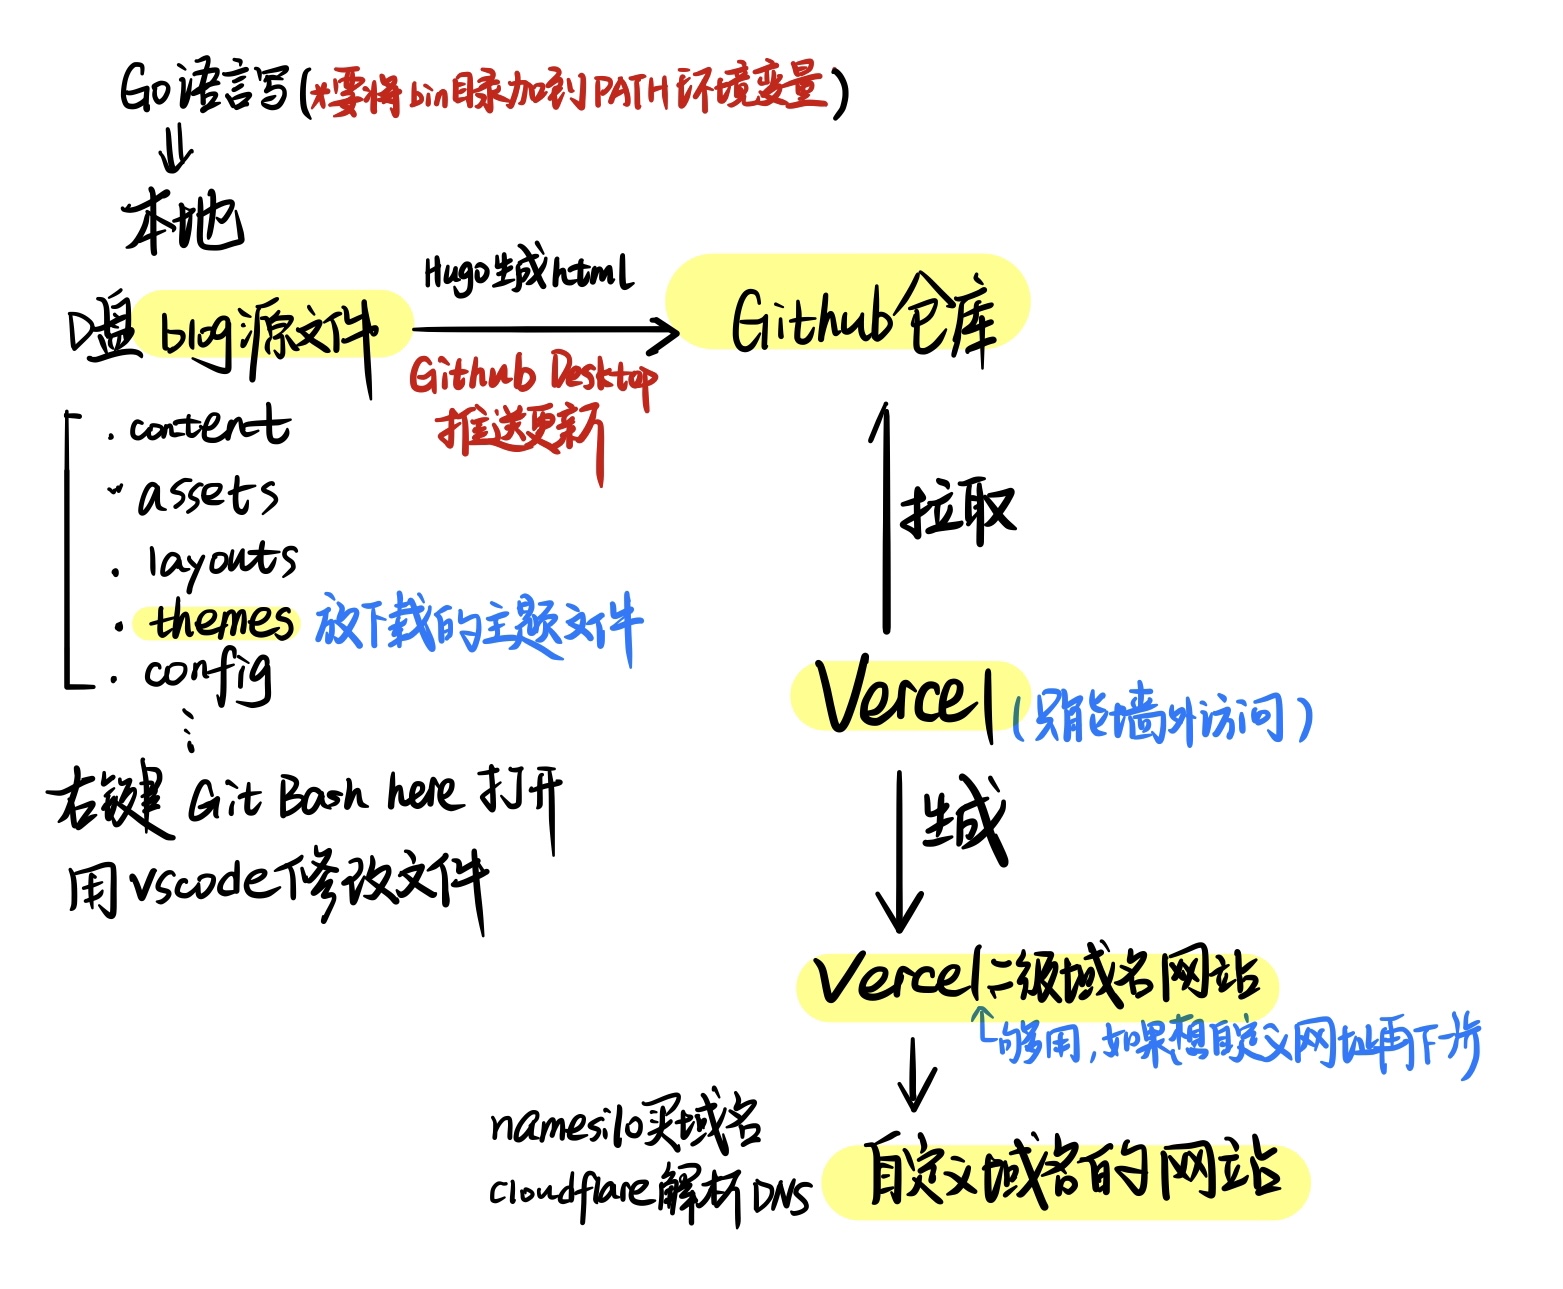 Go语言写(*要将bin目录加到PATH环境变量)
本地
Hugo生成html
D盘 blog源文件
Github仓库
Github Desktop
推送更新
. content
. assets
. layouts
. themes 放下载的主题文件
. config
拉取
Vercel (只能墙外访问)
右键 Git Bash here 打开
用vscode修改文件
生成
Vercel二级域名网站
够用,如果想自定义网址再下步
namesilo买域名
cloudflare解析DNS
自定义域名的网站